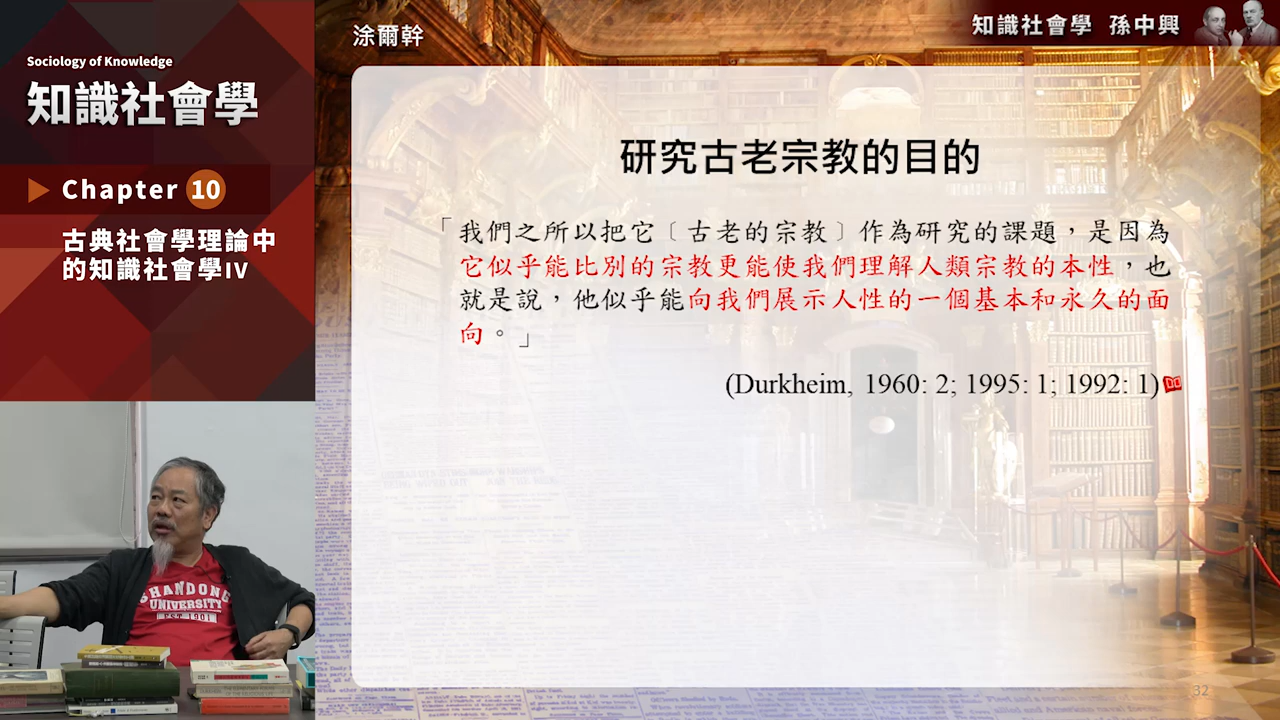 Sociology of Knowledge
知識社會學
Chapter 10
古典社會學理論中
的知識社會學IV
SHANDONG
UNIVERSITY
EST 1901
涂爾幹
知識社會學 孫中興
研究古老宗教的目的
「我們之所以把它〔古老的宗教〕作為研究的課題,是因為
它似乎能比別的宗教更能使我們理解人類宗教的本性,也
就是說,他似乎能向我們展示人性的一個基本和永久的面
向。」
(Durkheim, 1960: 2; 1995: 1; 1992: 1)
32